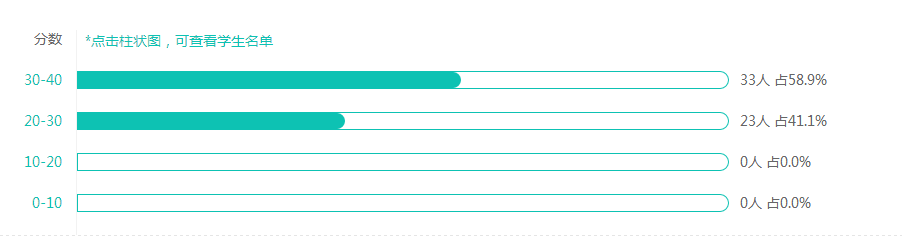 分数 *点击柱状图，可查看学生名单
30-40 33人 占58.9%
20-30 23人 占41.1%
10-20 0人 占0.0%
0-10 0人 占0.0%